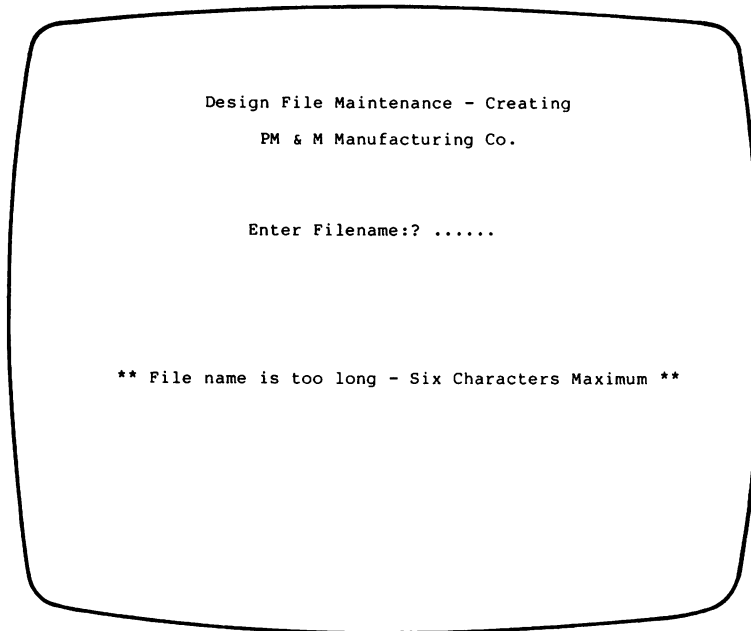 Design File Maintenance - Creating
PM & M Manufacturing Co.
Enter Filename:? ......
** File name is too long - Six Characters Maximum **